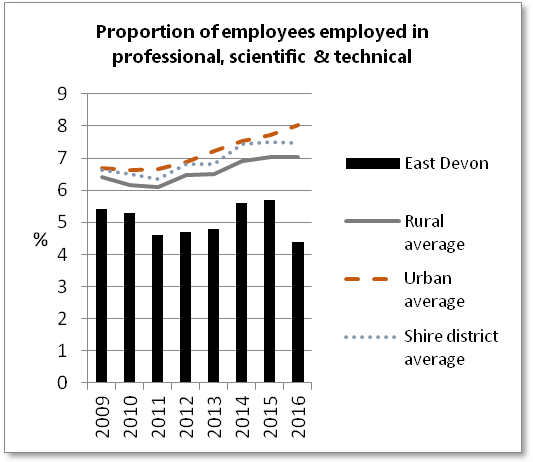 Proportion of employees employed in
professional, scientific & technical
9
8
7
6
5
4
3
2
1
0
%
2009
2010
2011
2012
2013
2014
2015
2016
East Devon
Rural
average
Urban
average
Shire district
average